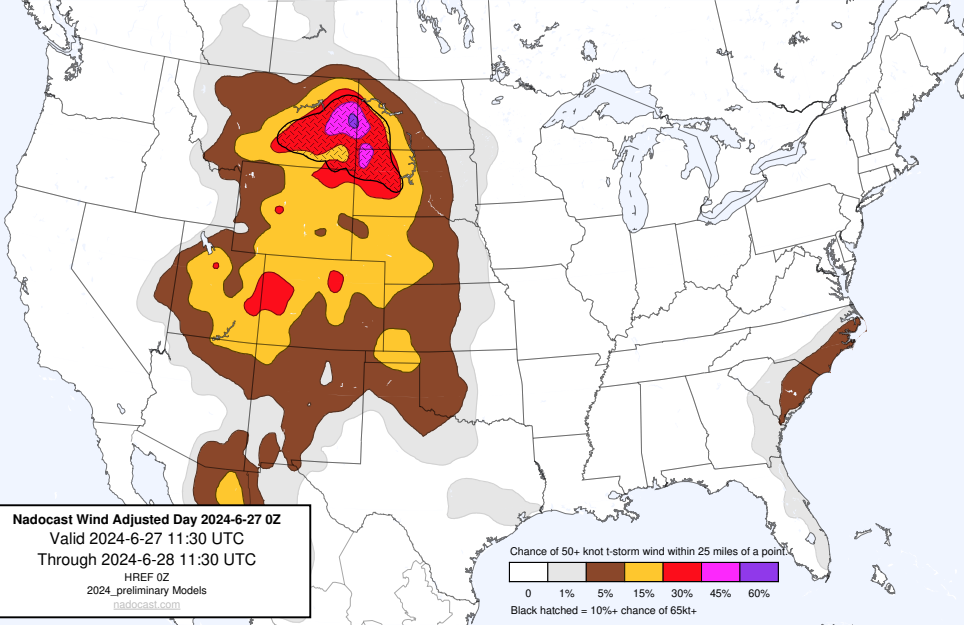 Nadocast Wind Adjusted Day 2024-6-27 0Z
Valid 2024-6-27 11:30 UTC
Through 2024-6-28 11:30 UTC
HREF 0Z
2024_preliminary Models
nadocast.com
Chance of 50+ knot t-storm wind within 25 miles of a point.
0 1% 5% 15% 30% 45% 60%
Black hatched = 10%+ chance of 65kt+